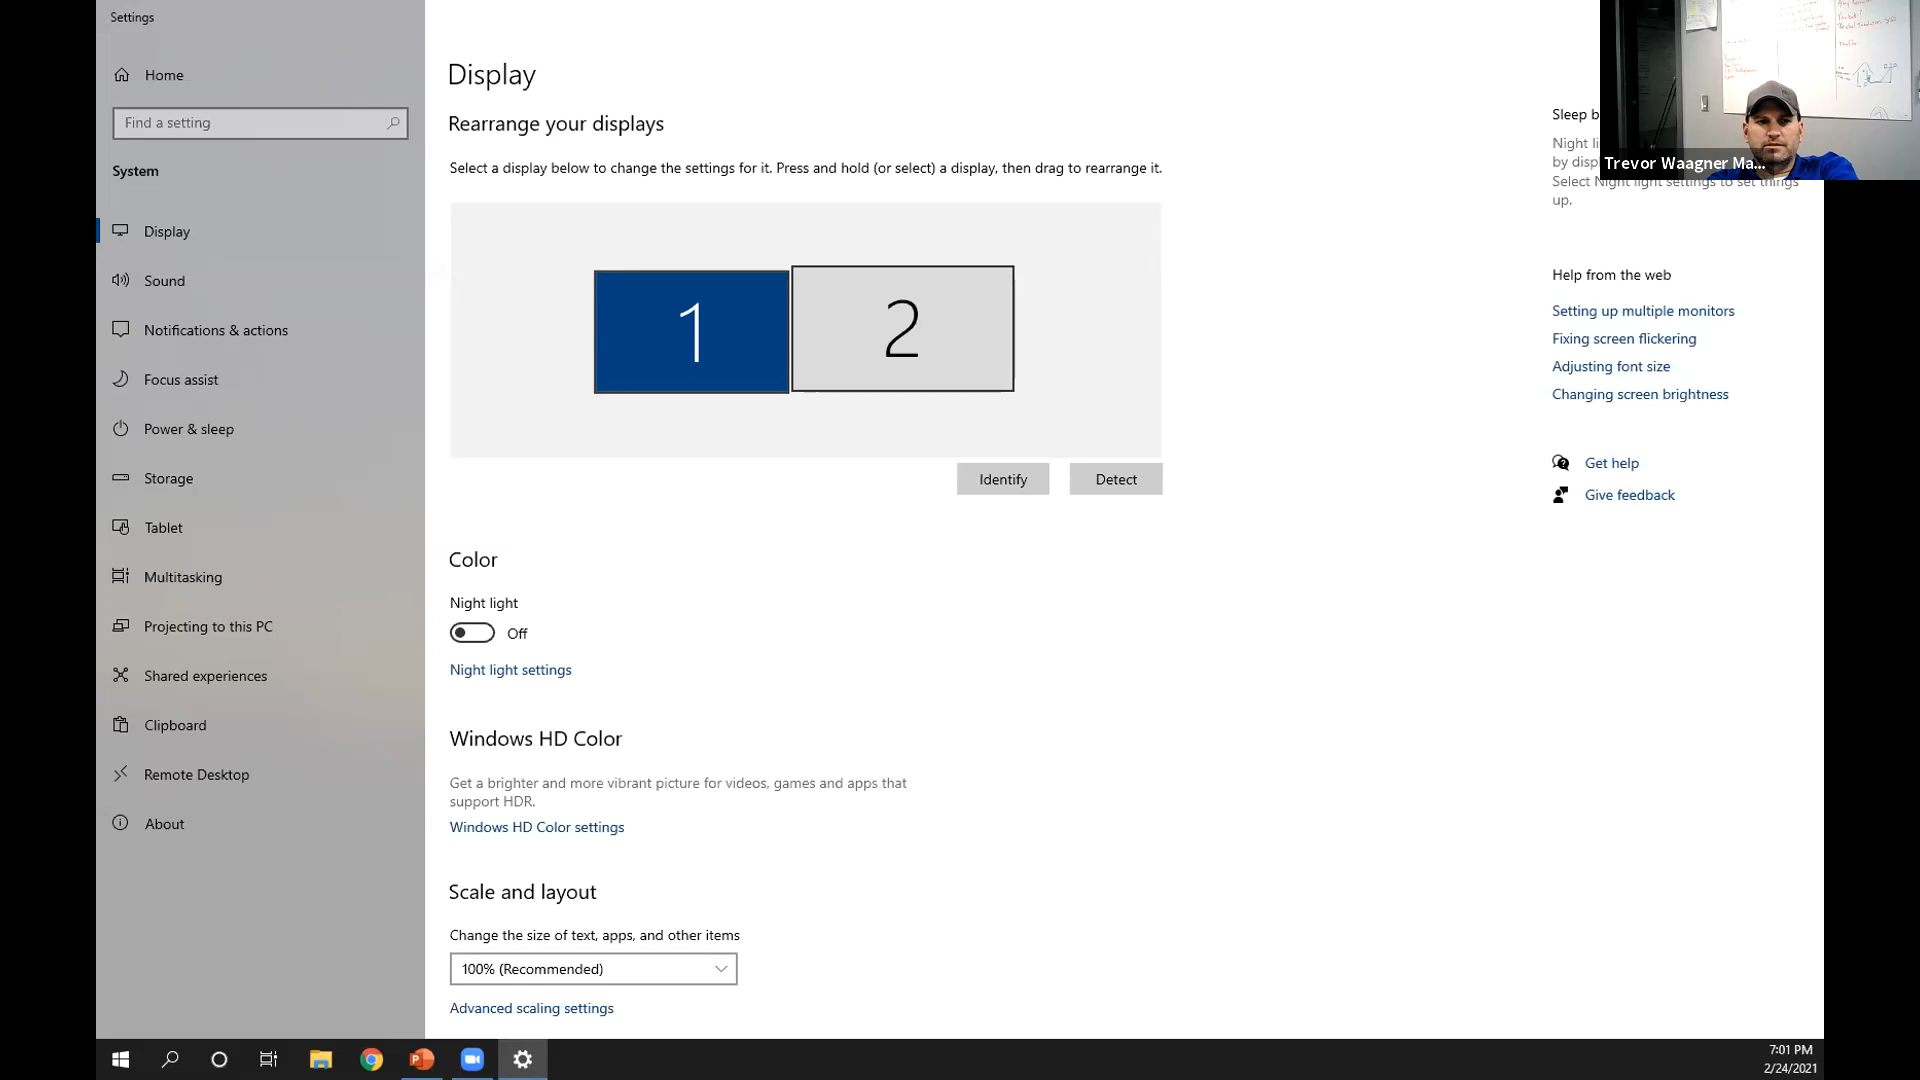 Settings
Home
Find a setting
System
Display
Sound
Notifications & actions
Focus assist
Power & sleep
Storage
Tablet
Multitasking
Projecting to this PC
Shared experiences
Clipboard
Remote Desktop
About
Display
Rearrange your displays
Select a display below to change the settings for it. Press and hold (or select) a display, then drag to rearrange it.
1
2
Identify
Detect
Color
Night light
Off
Night light settings
Windows HD Color
Get a brighter and more vibrant picture for videos, games and apps that
support HDR.
Windows HD Color settings
Scale and layout
Change the size of text, apps, and other items
100% (Recommended)
Advanced scaling settings
Sleep b
Night li
by disp
Select Night light settings to set things
up.
Help from the web
Setting up multiple monitors
Fixing screen flickering
Adjusting font size
Changing screen brightness
Get help
Give feedback
Trevor Waagner Ma...
7:01 PM
2/24/2021